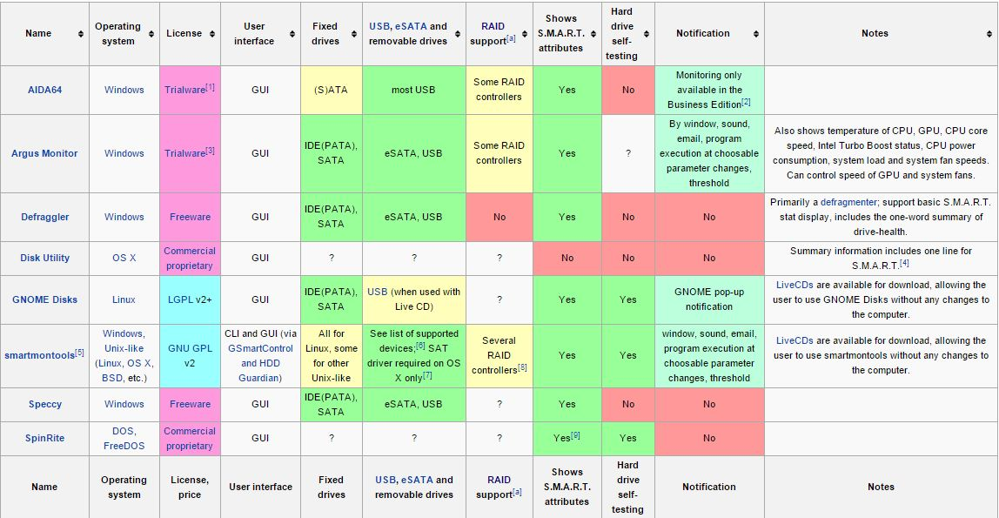 Name Operating system License User interface Fixed drives USB, eSATA and removable drives RAID support[a] Shows S.M.A.R.T. attributes Hard drive self-testing Notification Notes
AIDA64 Windows Trialware[1] GUI (S)ATA most USB Some RAID controllers Yes No Monitoring only available in the Business Edition[2]
Argus Monitor Windows Trialware[3] GUI IDE(PATA), SATA eSATA, USB Some RAID controllers Yes ? By window, sound, email, program execution at choosable parameter changes, threshold Also shows temperature of CPU, GPU, CPU core speed, Intel Turbo Boost status, CPU power consumption, system load and system fan speeds. Can control speed of GPU and system fans.
Defraggler Windows Freeware GUI IDE(PATA), SATA eSATA, USB No Yes No No Primarily a defragmenter; support basic S.M.A.R.T. stat display, includes the one-word summary of drive-health.
Disk Utility OS X Commercial proprietary GUI ? ? ? No No No Summary information includes one line for S.M.A.R.T.[4]
GNOME Disks Linux LGPL v2+ GUI IDE(PATA), SATA USB (when used with Live CD) ? Yes Yes GNOME pop-up notification LiveCDs are available for download, allowing the user to use GNOME Disks without any changes to the computer.
smartmontools[5] Windows, Unix-like (Linux, OS X, BSD, etc.) GNU GPL v2 CLI and GUI (via GSmartControl and HDD Guardian) All for Linux, some for other Unix-like See list of supported devices;[6] SAT driver required on OS X only[7] Several RAID controllers[8] Yes Yes window, sound, email, program execution at choosable parameter changes, threshold LiveCDs are available for download, allowing the user to use smartmontools without any changes to the computer.
Speccy Windows Freeware GUI IDE(PATA), SATA eSATA, USB ? Yes No No
SpinRite DOS, FreeDOS Commercial proprietary GUI ? ? ? Yes[9] Yes No
Name Operating system License, price User interface Fixed drives USB, eSATA and removable drives RAID support[a] Shows S.M.A.R.T. attributes Hard drive self-testing Notification Notes